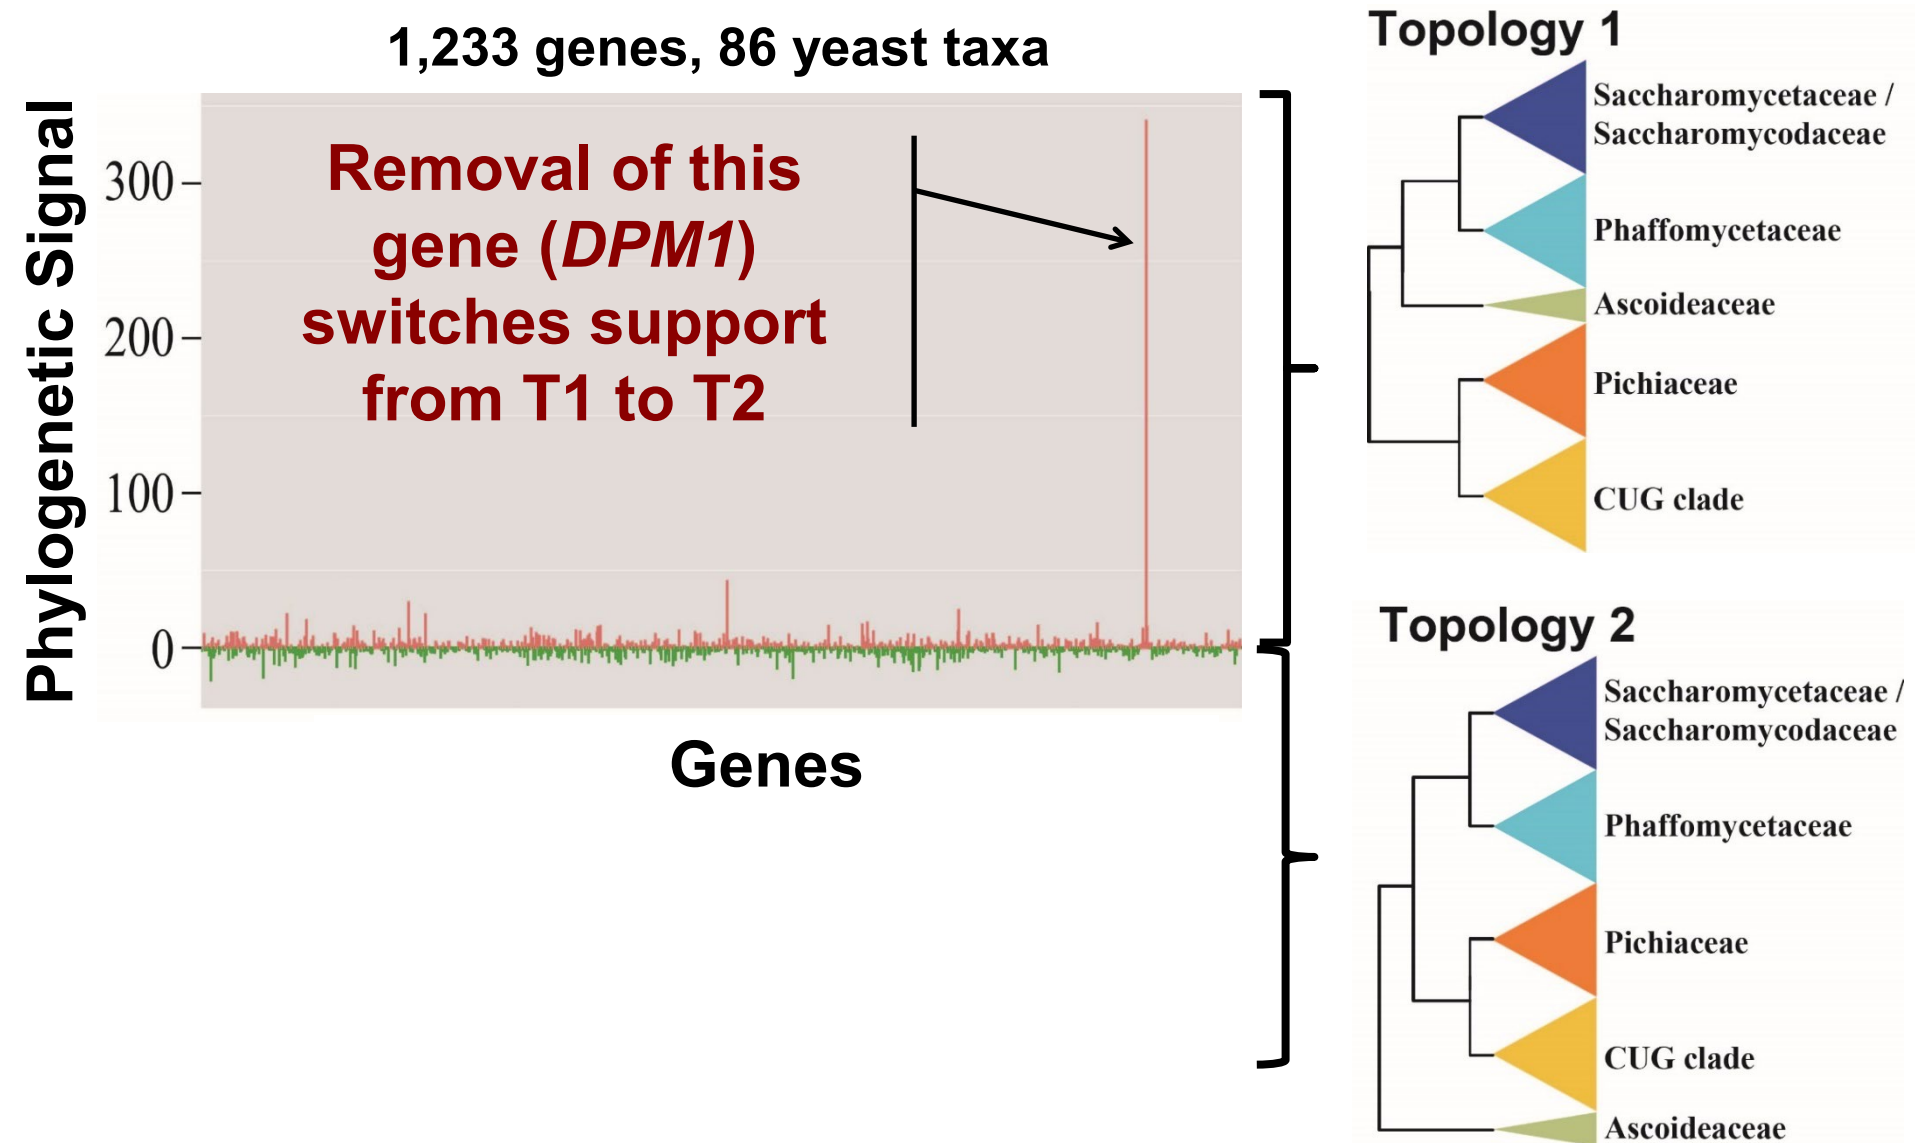 1,233 genes, 86 yeast taxa
Phylogenetic Signal
300
200
100
0
Removal of this
gene (DPM1)
switches support
from T1 to T2
Genes
Topology 1
Saccharomycetaceae /
Saccharomycodaceae
Phaffomycetaceae
Ascoideaceae
Pichiaceae
CUG clade
Topology 2
Saccharomycetaceae /
Saccharomycodaceae
Phaffomycetaceae
Pichiaceae
CUG clade
Ascoideaceae